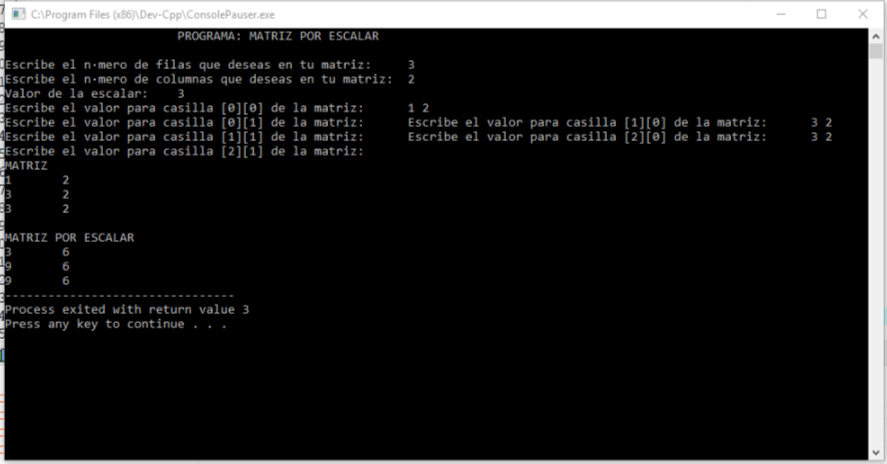 C:\Program Files (x86)\Dev-Cpp\ConsolePauser.exe
PROGRAMA: MATRIZ POR ESCALAR
Escribe el n·mero de filas que deseas en tu matriz: 3
Escribe el n·mero de columnas que deseas en tu matriz: 2
Valor de la escalar: 3
Escribe el valor para casilla [0][0] de la matriz: 1 2
Escribe el valor para casilla [0][1] de la matriz: Escribe el valor para casilla [1][0] de la matriz: 3 2
Escribe el valor para casilla [1][1] de la matriz: Escribe el valor para casilla [2][0] de la matriz: 3 2
Escribe el valor para casilla [2][1] de la matriz:
MATRIZ
1 2
3 2
3 2
MATRIZ POR ESCALAR
3 6
9 6
9 6
--------------------------------
Process exited with return value 3
Press any key to continue . . .